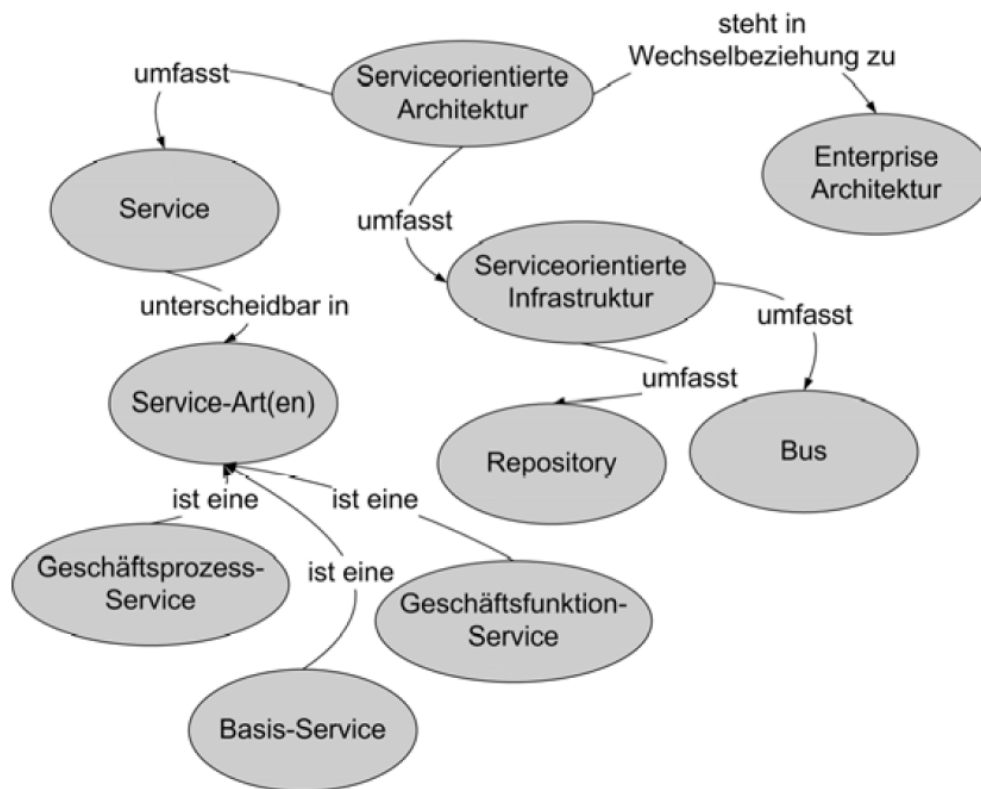 steht in
Wechselbeziehung zu
umfasst
Serviceorientierte
Architektur
Enterprise
Architektur
Service
umfasst
Serviceorientierte
Infrastruktur
unterscheidbar in
umfasst
umfasst
Service-Art(en)
Repository
Bus
ist eine
ist eine
Geschäftsprozess-
Service
ist eine
Geschäftsfunktion-
Service
Basis-Service